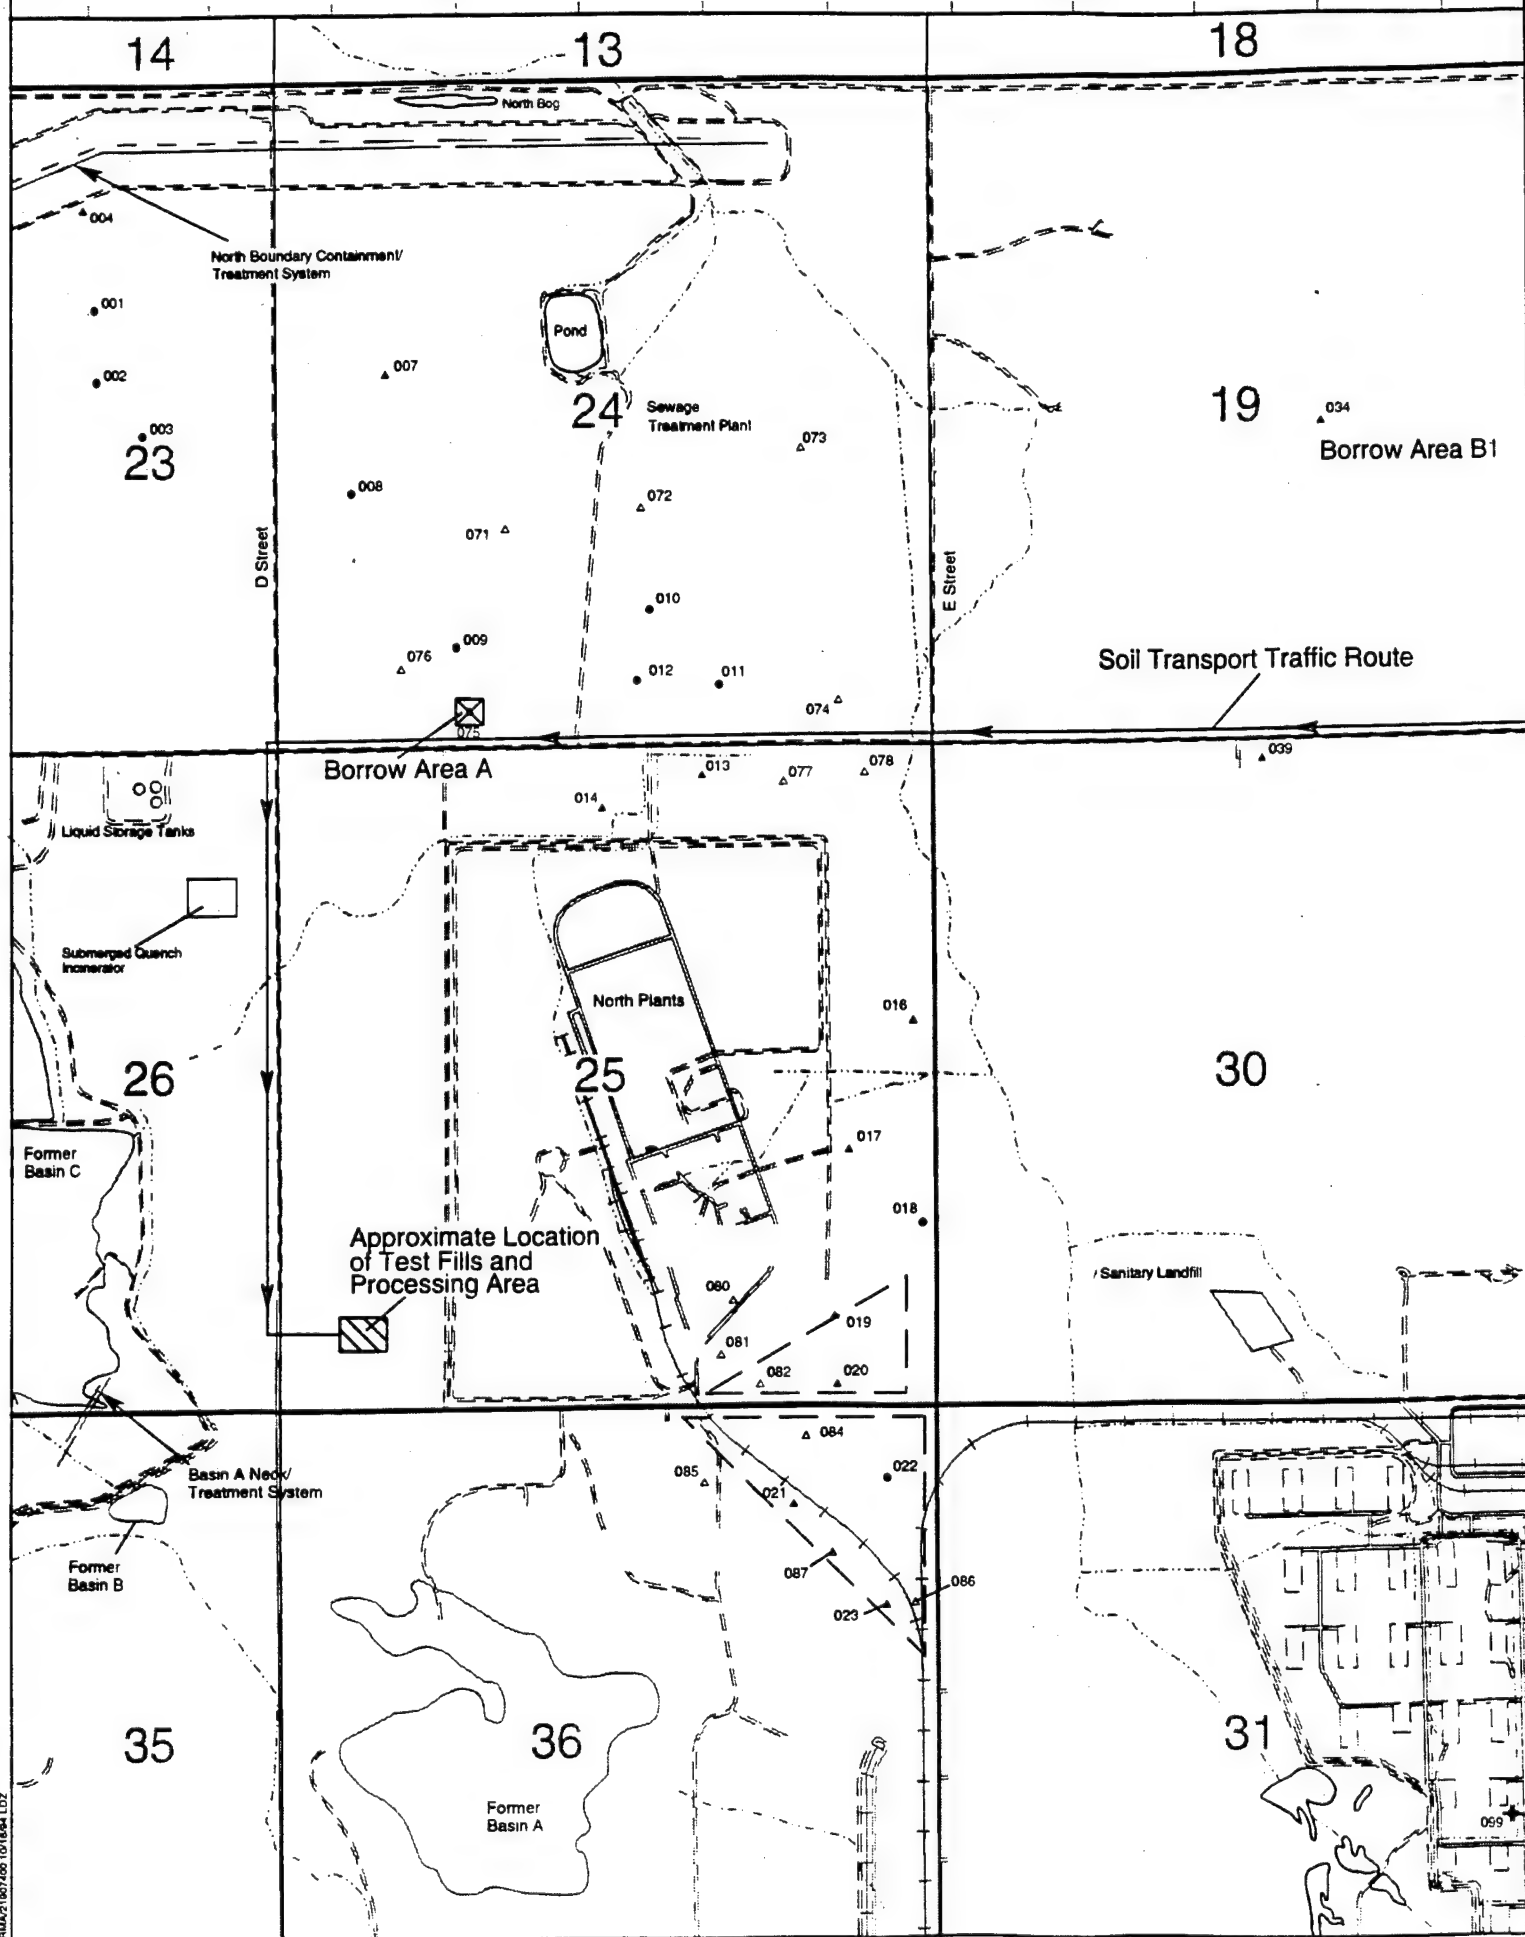 14
13
18
North Bog
004
North Boundary Containment/
Treatment System
001
Pond
002
007
24
Sewage
Treatment Plant
19
034
Borrow Area B1
003
23
073
008
072
071
D Street
E Street
010
009
076
012
011
Soil Transport Traffic Route
074
075
Borrow Area A
013
077
078
039
014
Liquid Storage Tanks
Submerged Quench
Incinerator
North Plants
016
26
25
30
Former
Basin C
017
018
Approximate Location
of Test Fills and
Processing Area
Sanitary Landfill
080
019
081
082
020
084
085
022
021
Basin A Neck/
Treatment System
Former
Basin B
087
086
023
35
36
31
Former
Basin A
099